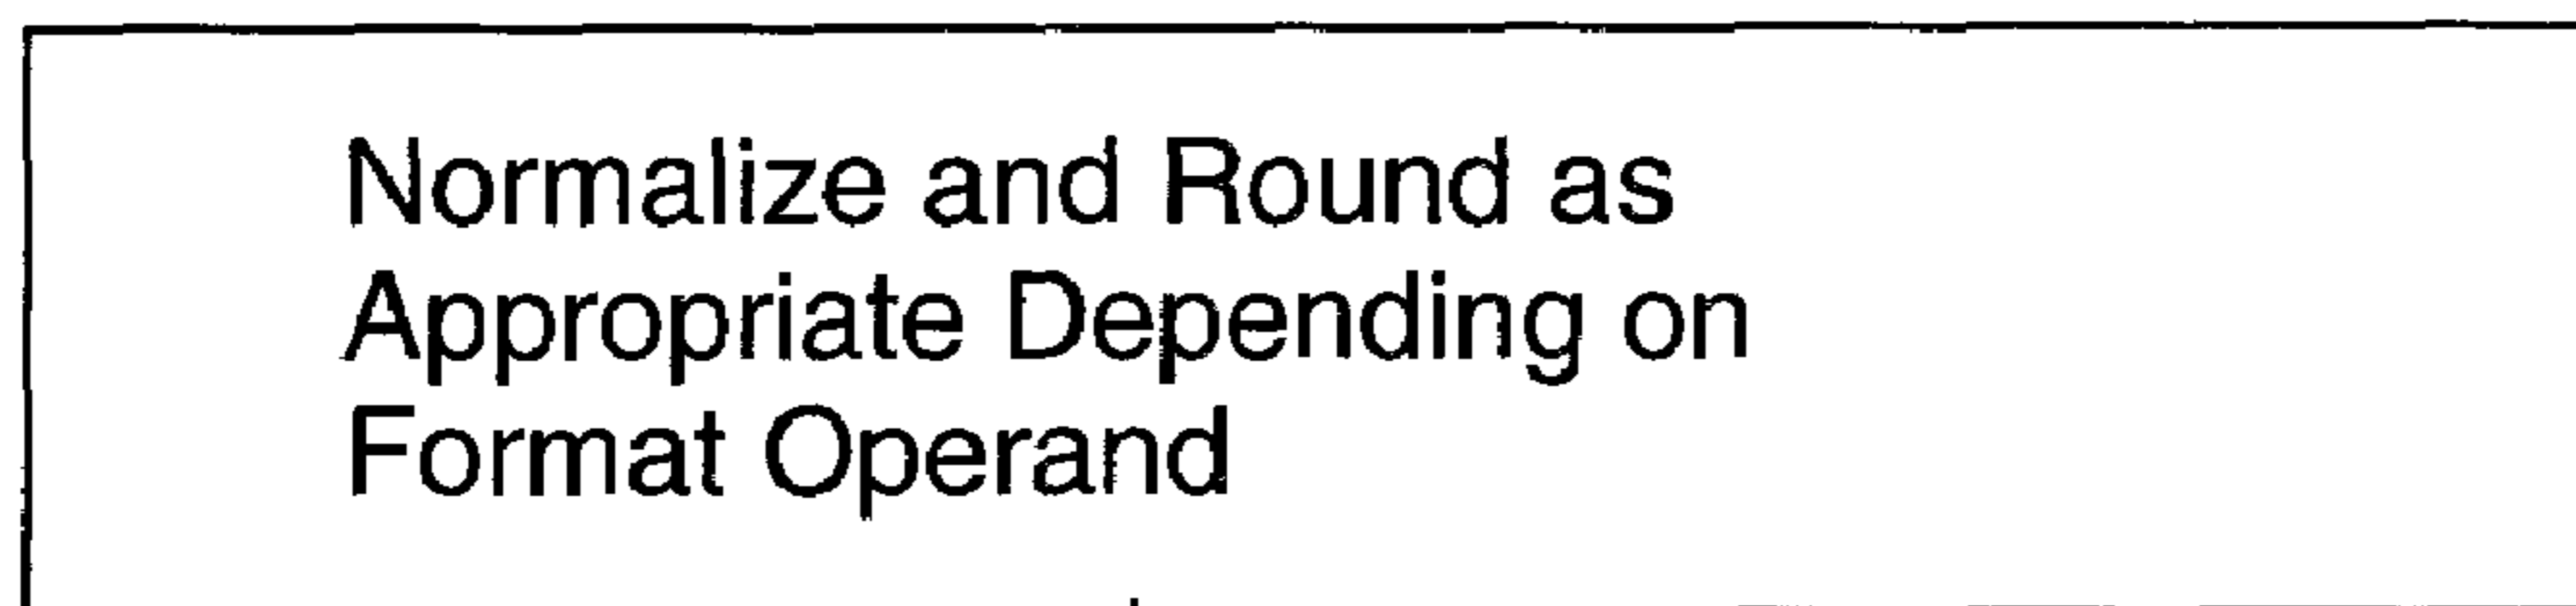 Normalize and Round as
Appropriate Depending on
Format Operand